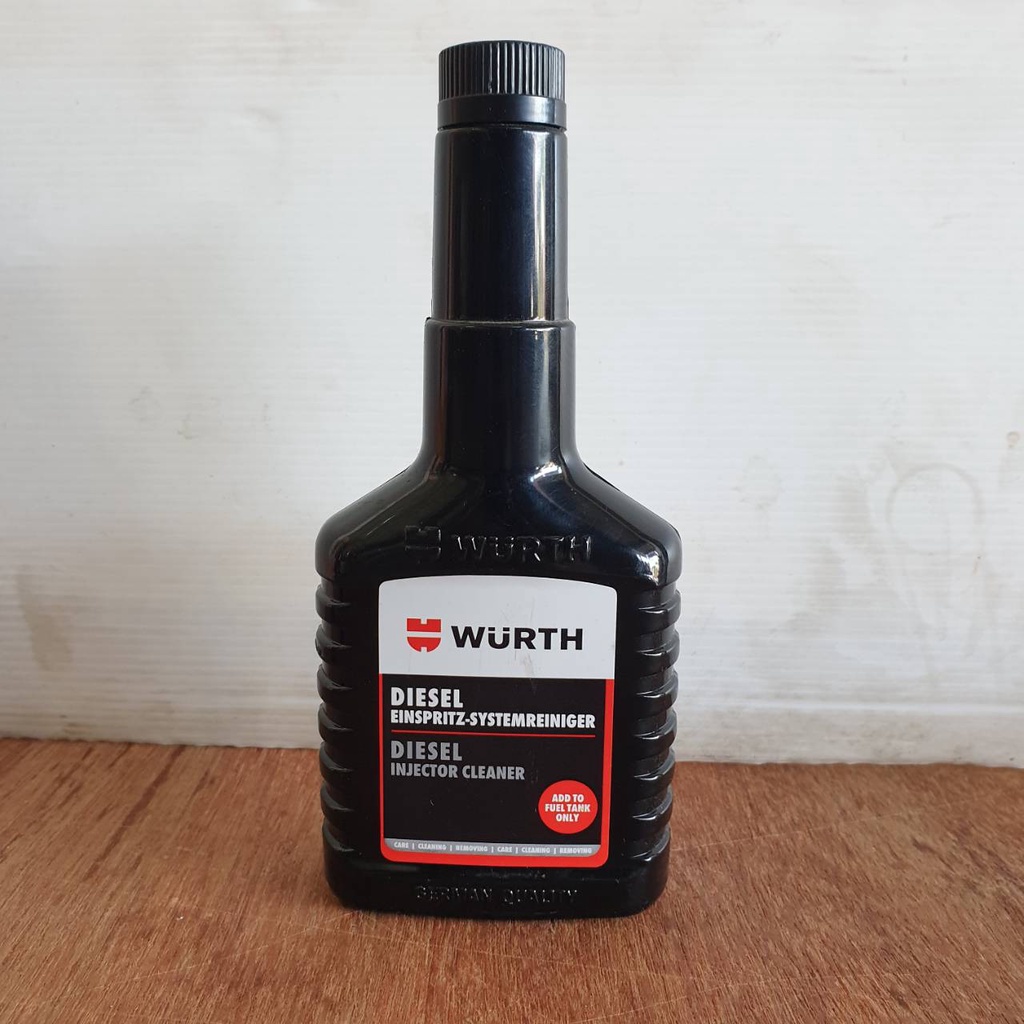 WÜRTH
WÜRTH
DIESEL
EINSPRITZ-SYSTEMREINIGER
DIESEL
INJECTOR CLEANER
ADD TO
FUEL TANK
ONLY
CARE | CLEANING | REMOVING | CARE | CLEANING | REMOVING
GERMAN QUALITY